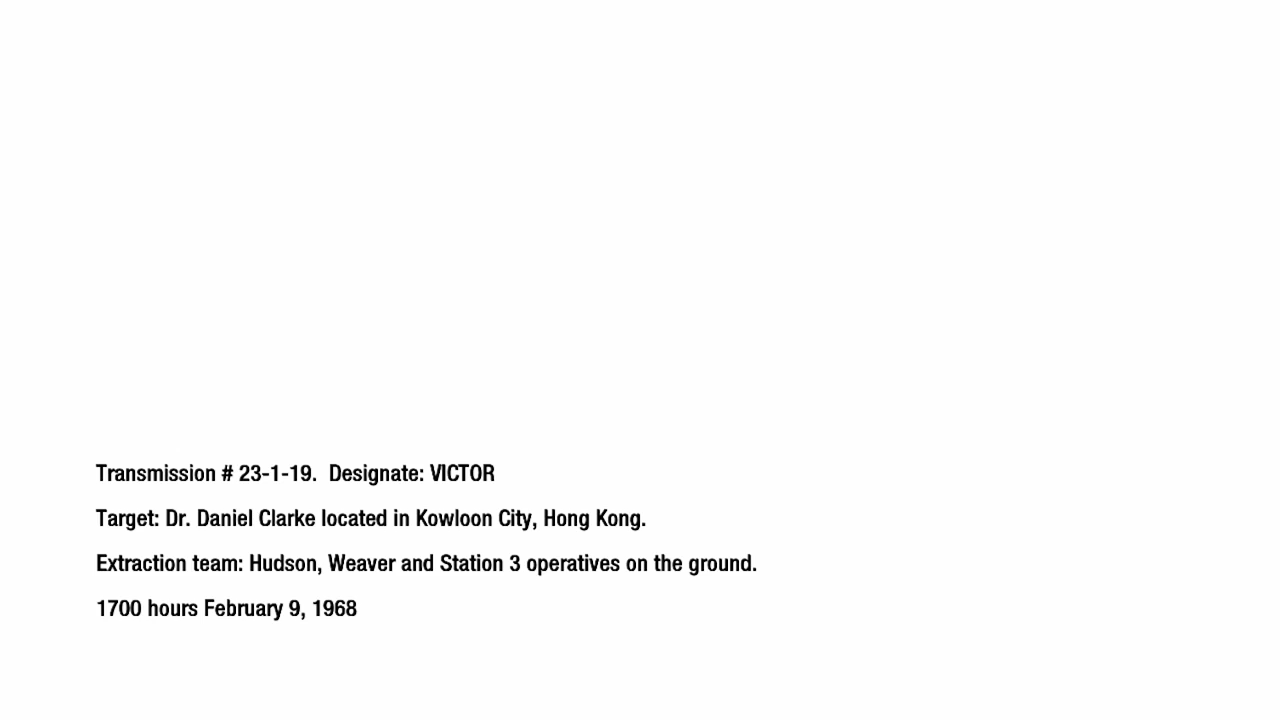 Transmission # 23-1-19.  Designate: VICTOR
Target: Dr. Daniel Clarke located in Kowloon City, Hong Kong.
Extraction team: Hudson, Weaver and Station 3 operatives on the ground.
1700 hours February 9, 1968